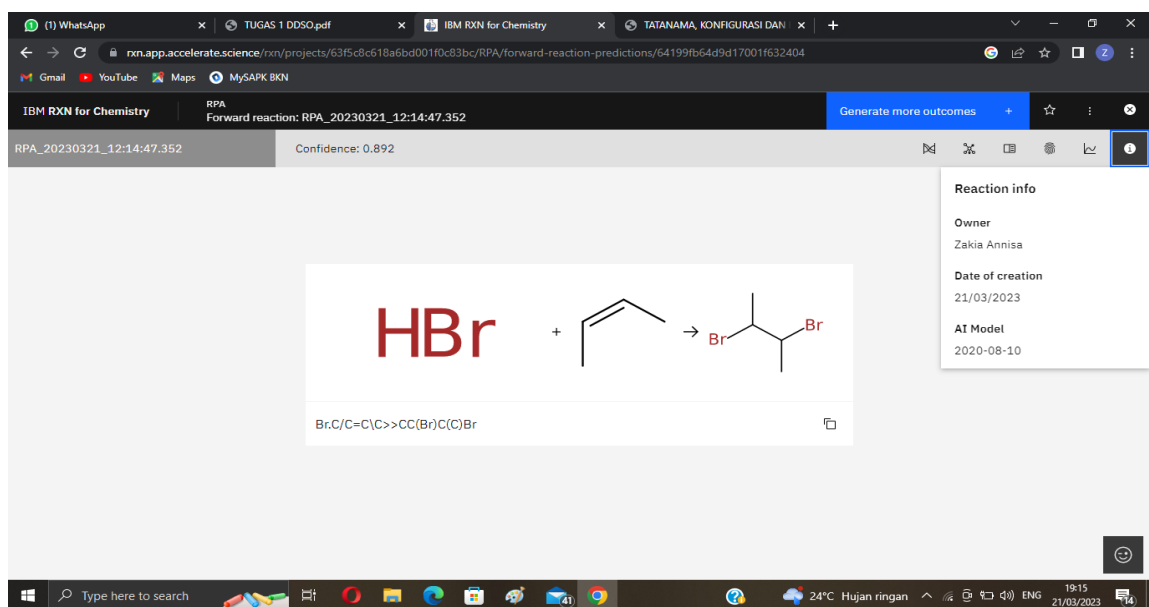 (1) WhatsApp
TUGAS 1 DDSO.pdf
IBM RXN for Chemistry
TATANAMA, KONFIGURASI DAN
rxn.app.accelerate.science/rxn/projects/63f5c8c618a6bd001f0c83bc/RPA/forward-reaction-predictions/64199fb64d9d17001f632404
Z
Gmail YouTube Maps MySAPK BKN
IBM RXN for Chemistry
RPA
Forward reaction: RPA_20230321_12:14:47.352
Generate more outcomes +
RPA_20230321_12:14:47.352
Confidence: 0.892
Reaction info
Owner
Zakia Annisa
Date of creation
21/03/2023
AI Model
2020-08-10
HBr + → Br Br
Br.C/C=C\C>>CC(Br)C(C)Br
Type here to search
41
24°C Hujan ringan
ENG
19:15
21/03/2023
14